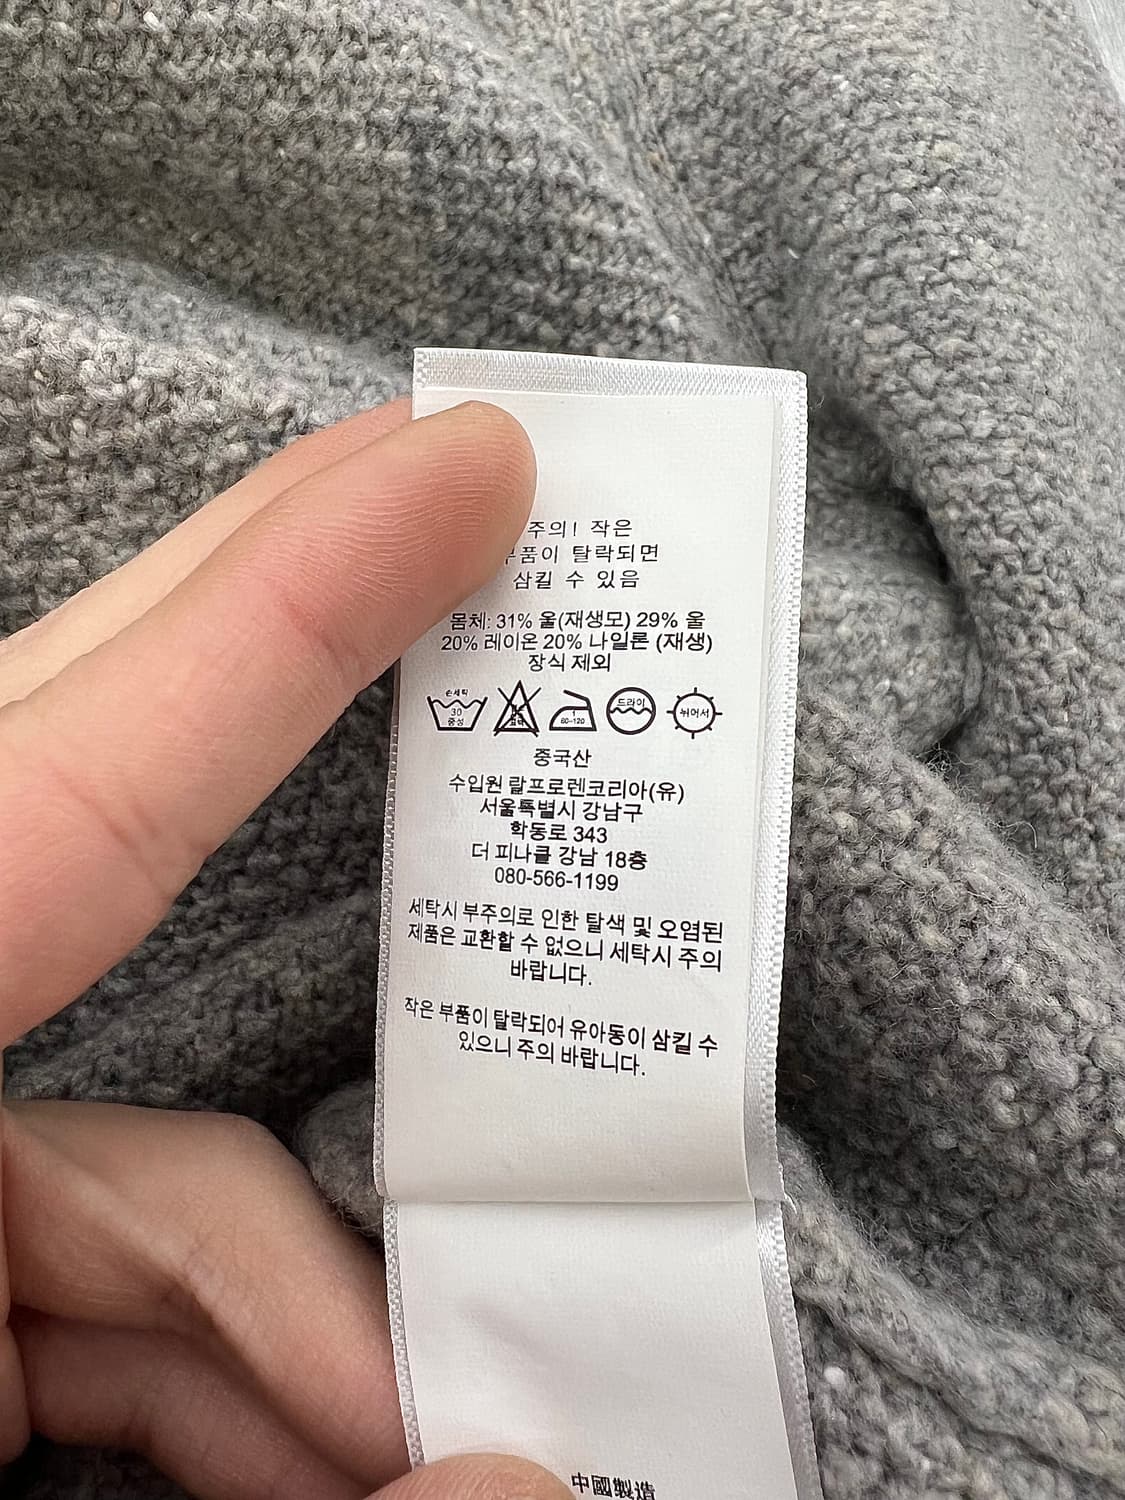 주의! 작은
부품이 탈락되면
삼킬 수 있음
몸체: 31% 울(재생모) 29% 울
20% 레이온 20% 나일론 (재생)
장식 제외
손세탁 30 중성
1 60-120
드라이
뉘어서
중국산
수입원 랄프로렌코리아(유)
서울특별시 강남구
학동로 343
더 피나클 강남 18층
080-566-1199
세탁시 부주의로 인한 탈색 및 오염된
제품은 교환할 수 없으니 세탁시 주의
바랍니다.
작은 부품이 탈락되어 유아동이 삼킬 수
있으니 주의 바랍니다.
中國製造